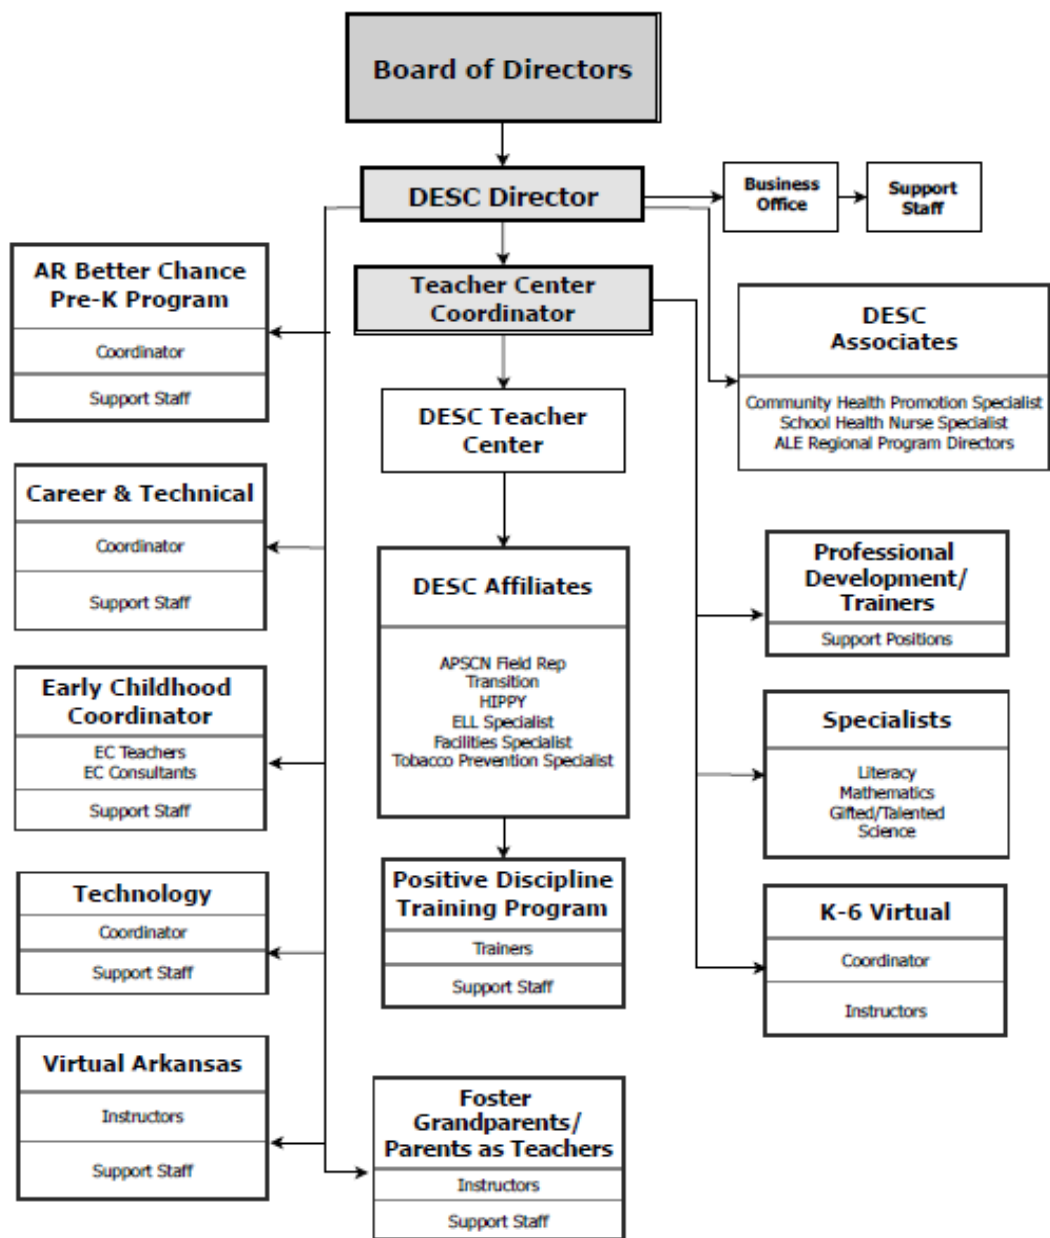 Board of Directors
DESC Director
Business
Office
Support
Staff
Teacher Center
Coordinator
AR Better Chance
Pre-K Program
Coordinator
Support Staff
DESC
Associates
Community Health Promotion Specialist
School Health Nurse Specialist
ALE Regional Program Directors
DESC Teacher
Center
Career & Technical
Coordinator
Support Staff
DESC Affiliates
APSCN Field Rep
Transition
HIPPY
ELL Specialist
Facilities Specialist
Tobacco Prevention Specialist
Professional
Development/
Trainers
Support Positions
Early Childhood
Coordinator
EC Teachers
EC Consultants
Support Staff
Specialists
Literacy
Mathematics
Gifted/Talented
Science
Technology
Coordinator
Support Staff
Positive Discipline
Training Program
Trainers
Support Staff
K-6 Virtual
Coordinator
Instructors
Virtual Arkansas
Instructors
Support Staff
Foster
Grandparents/
Parents as Teachers
Instructors
Support Staff